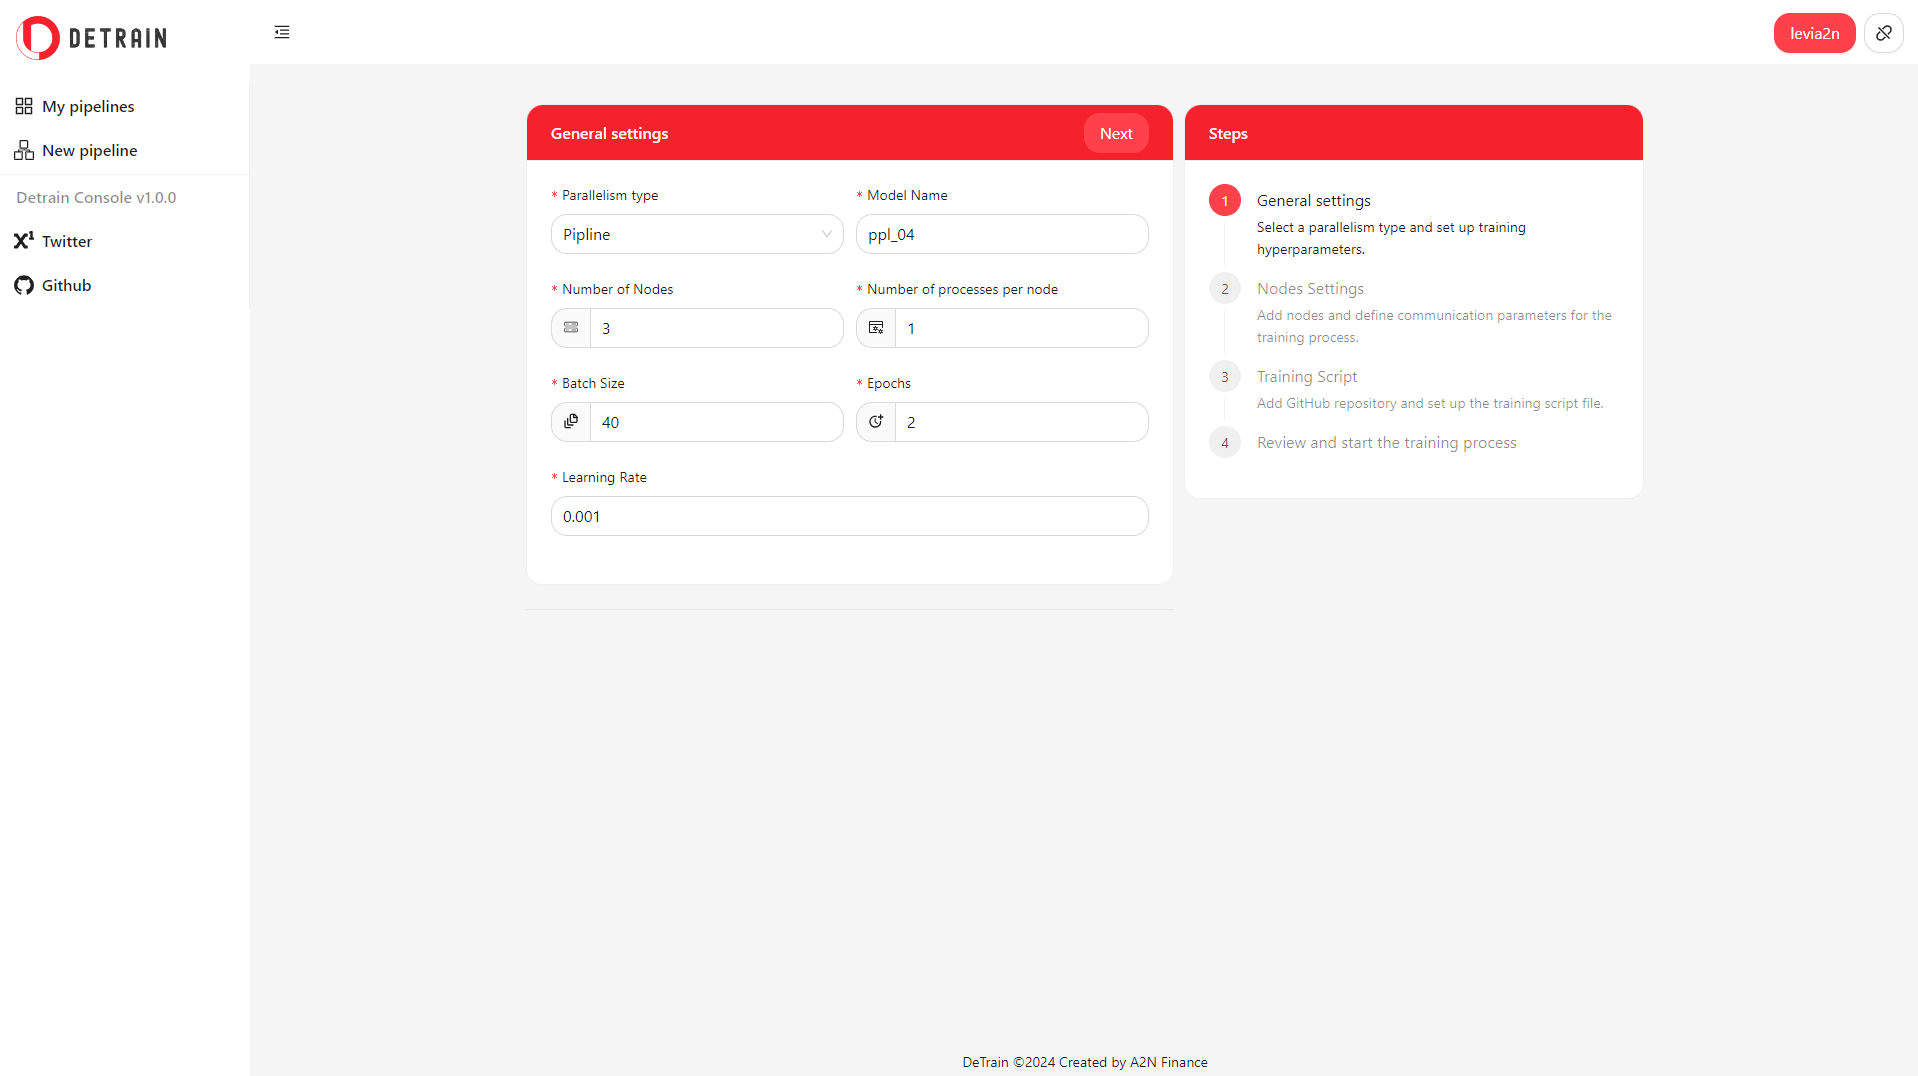 DETRAIN
levia2n
My pipelines
New pipeline
Detrain Console v1.0.0
Twitter
Github
General settings
Next
* Parallelism type
* Model Name
Pipline
ppl_04
* Number of Nodes
* Number of processes per node
3
1
* Batch Size
* Epochs
40
2
* Learning Rate
0.001
Steps
1
General settings
Select a parallelism type and set up training
hyperparameters.
2
Nodes Settings
Add nodes and define communication parameters for the
training process.
3
Training Script
Add GitHub repository and set up the training script file.
4
Review and start the training process
DeTrain ©2024 Created by A2N Finance